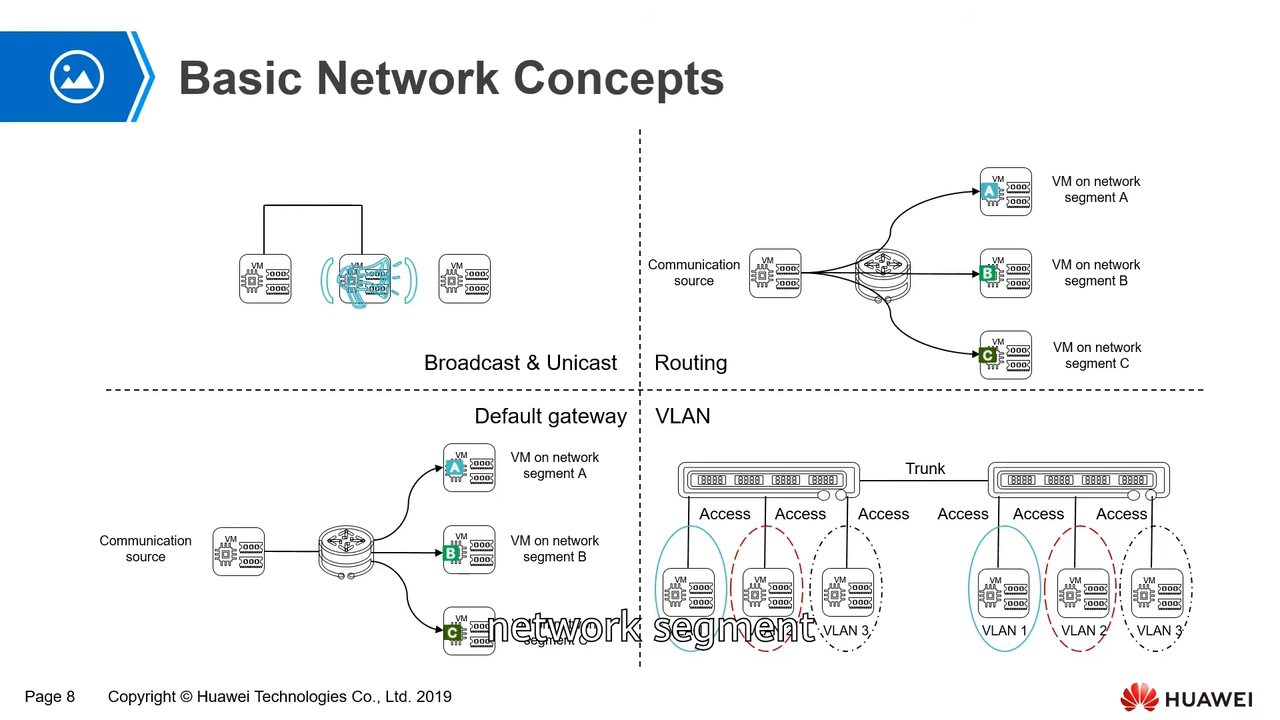 Basic Network Concepts
VM
VM
VM
Broadcast & Unicast
Communication
source
VM
VM
A
VM on network
segment A
VM
B
VM on network
segment B
VM
C
VM on network
segment C
Routing
Default gateway
Communication
source
VM
VM
A
VM on network
segment A
VM
B
VM on network
segment B
VM
C
segment C
VLAN
Trunk
Access
Access
Access
Access
Access
Access
VM
VM
VM
VM
VM
VM
VLAN 3
VLAN 1
VLAN 2
VLAN 3
network segment
Page 8
Copyright © Huawei Technologies Co., Ltd. 2019
HUAWEI